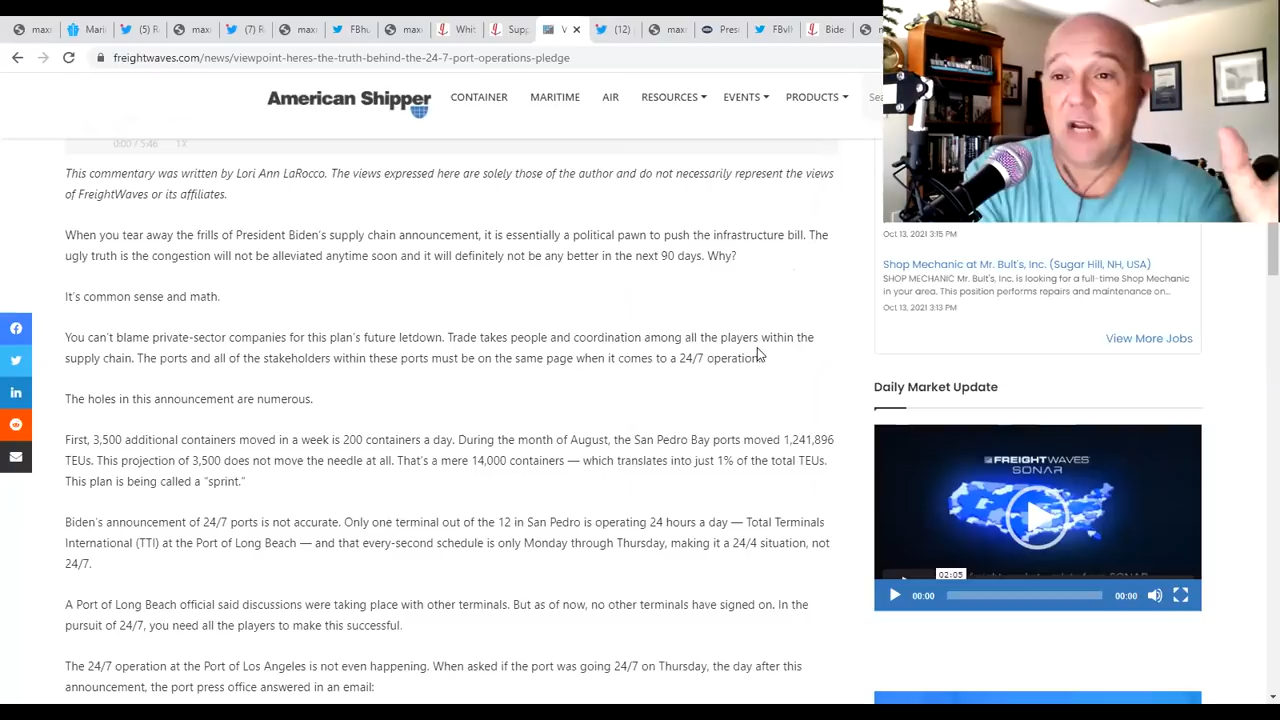 max
Mari
(5) R
max
(7) R
FBhu
max
Whit
Supp
V
(12)
max
Pres
FBvll
Bide
freightwaves.com/news/viewpoint-heres-the-truth-behind-the-24-7-port-operations-pledge
American Shipper
CONTAINER MARITIME AIR RESOURCES EVENTS PRODUCTS Sea
0:00 / 5:46 1X
This commentary was written by Lori Ann LaRocco. The views expressed here are solely those of the author and do not necessarily represent the views
of FreightWaves or its affiliates.
When you tear away the frills of President Biden's supply chain announcement, it is essentially a political pawn to push the infrastructure bill. The
ugly truth is the congestion will not be alleviated anytime soon and it will definitely not be any better in the next 90 days. Why?
It's common sense and math.
You can't blame private-sector companies for this plan's future letdown. Trade takes people and coordination among all the players within the
supply chain. The ports and all of the stakeholders within these ports must be on the same page when it comes to a 24/7 operation.
The holes in this announcement are numerous.
First, 3,500 additional containers moved in a week is 200 containers a day. During the month of August, the San Pedro Bay ports moved 1,241,896
TEUs. This projection of 3,500 does not move the needle at all. That's a mere 14,000 containers — which translates into just 1% of the total TEUs.
This plan is being called a "sprint."
Biden's announcement of 24/7 ports is not accurate. Only one terminal out of the 12 in San Pedro is operating 24 hours a day — Total Terminals
International (TTI) at the Port of Long Beach — and that every-second schedule is only Monday through Thursday, making it a 24/4 situation, not
24/7.
A Port of Long Beach official said discussions were taking place with other terminals. But as of now, no other terminals have signed on. In the
pursuit of 24/7, you need all the players to make this successful.
The 24/7 operation at the Port of Los Angeles is not even happening. When asked if the port was going 24/7 on Thursday, the day after this
announcement, the port press office answered in an email:
Oct 13, 2021 3:15 PM
Shop Mechanic at Mr. Bult's, Inc. (Sugar Hill, NH, USA)
SHOP MECHANIC Mr. Bult's, Inc. is looking for a full-time Shop Mechanic
in your area. This position performs repairs and maintenance on...
Oct 13, 2021 3:13 PM
View More Jobs
Daily Market Update
FREIGHTWAVES
SONAR
02:05
00:00 00:00